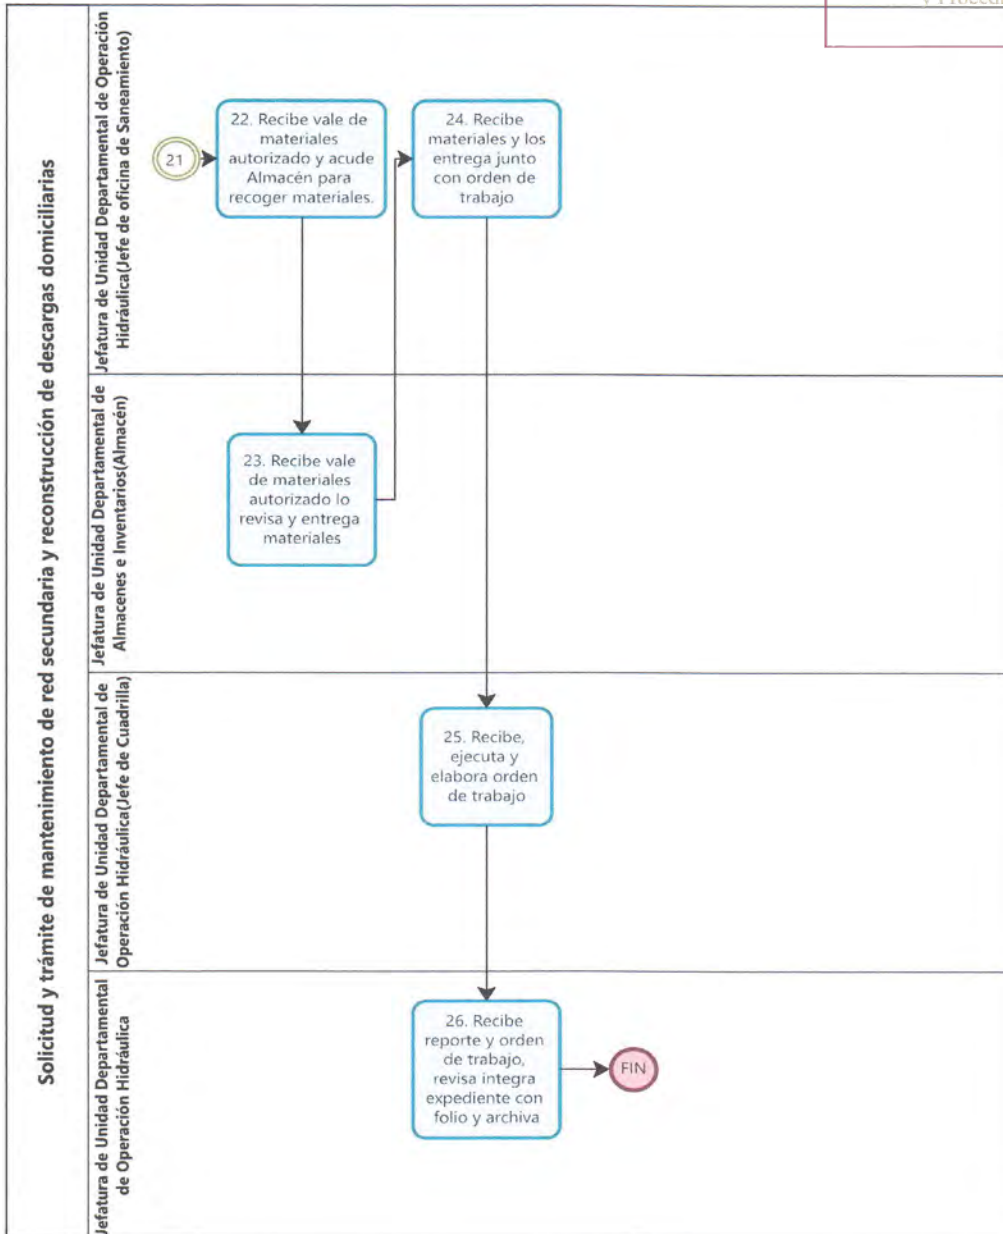 y Procedi
Solicitud y trámite de mantenimiento de red secundaria y reconstrucción de descargas domiciliarias
Jefatura de Unidad Departamental de Operación
Hidráulica(Jefe de oficina de Saneamiento)
21
22. Recibe vale de
materiales
autorizado y acude
Almacén para
recoger materiales.
24. Recibe
materiales y los
entrega junto
con orden de
trabajo
Jefatura de Unidad Departamental de
Almacenes e Inventarios(Almacén)
23. Recibe vale
de materiales
autorizado lo
revisa y entrega
materiales
Jefatura de Unidad Departamental de
Operación Hidráulica(Jefe de Cuadrilla)
25. Recibe,
ejecuta y
elabora orden
de trabajo
Jefatura de Unidad Departamental
de Operación Hidráulica
26. Recibe
reporte y orden
de trabajo,
revisa integra
expediente con
folio y archiva
FIN